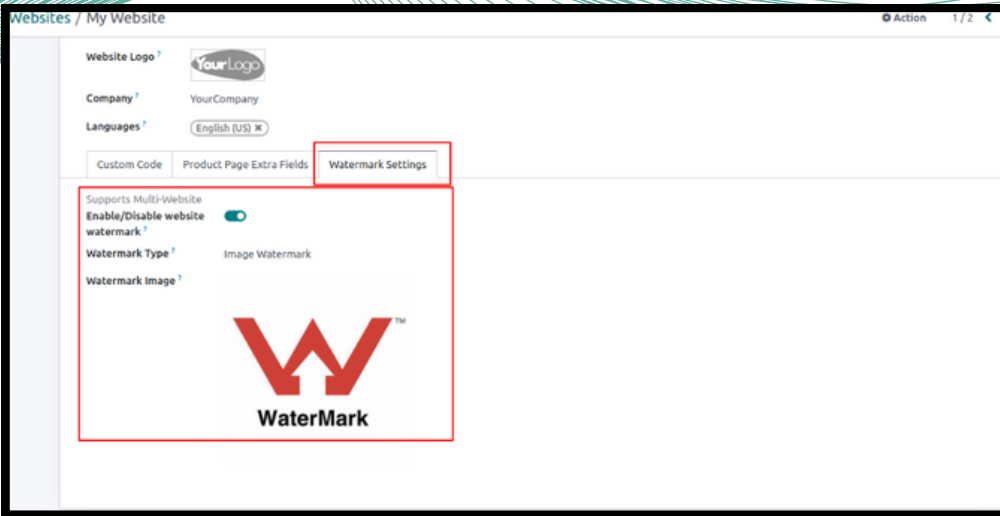 Websites / My Website
Action 1 / 2
Website Logo ?
YourLogo
Company ? YourCompany
Languages ? English (US) ×
Custom Code Product Page Extra Fields Watermark Settings
Supports Multi-Website
Enable/Disable website
watermark ?
Watermark Type ? Image Watermark
Watermark Image ?
TM
WaterMark